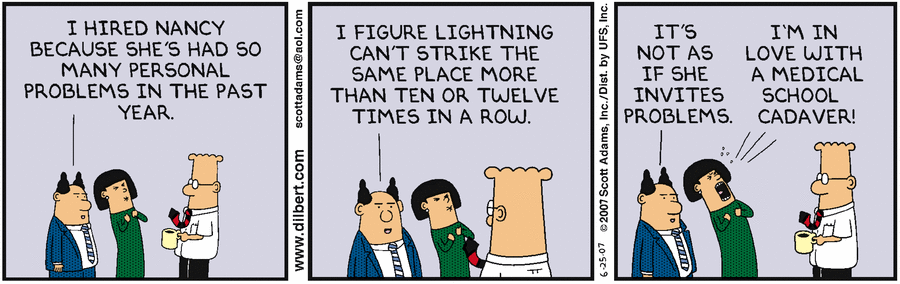 I HIRED NANCY
BECAUSE SHE'S HAD SO
MANY PERSONAL
PROBLEMS IN THE PAST
YEAR.
www.dilbert.com scottadams@aol.com
I FIGURE LIGHTNING
CAN'T STRIKE THE
SAME PLACE MORE
THAN TEN OR TWELVE
TIMES IN A ROW.
6-25-07 ©2007 Scott Adams, Inc./Dist. by UFS, Inc.
IT'S
NOT AS
IF SHE
INVITES
PROBLEMS.
I'M IN
LOVE WITH
A MEDICAL
SCHOOL
CADAVER!